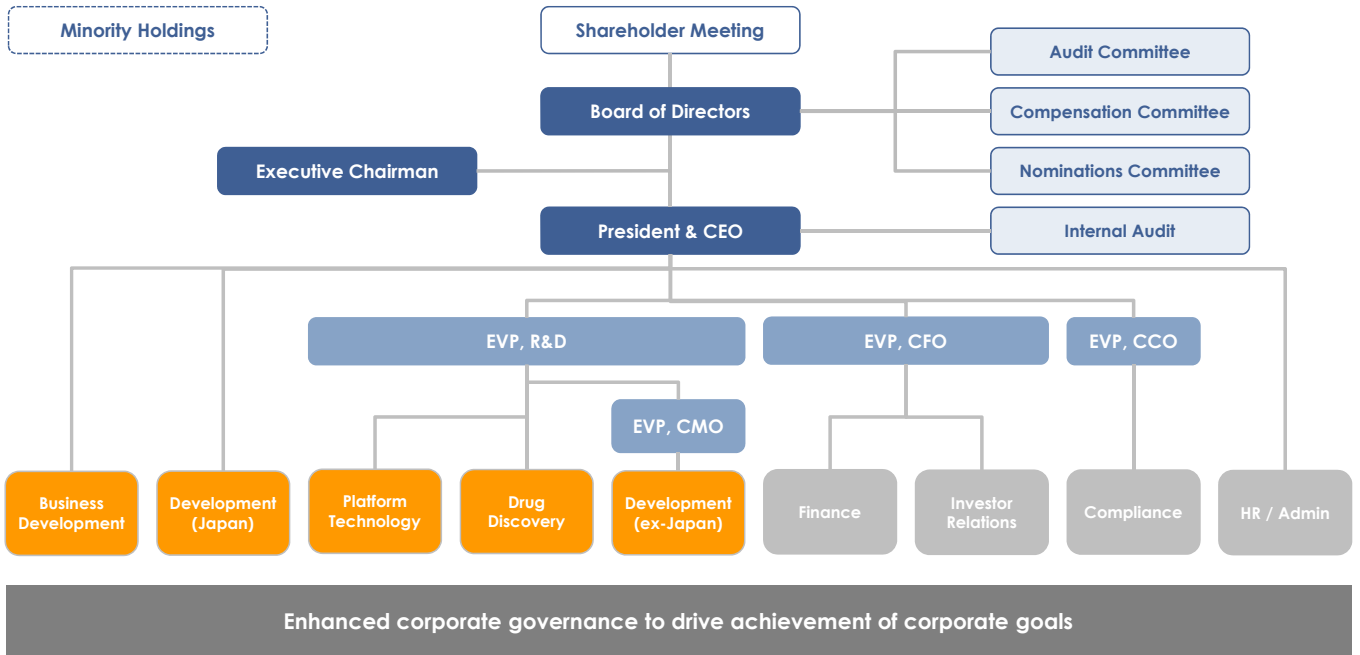 Minority Holdings
Shareholder Meeting
Audit Committee
Board of Directors
Compensation Committee
Executive Chairman
Nominations Committee
President & CEO
Internal Audit
EVP, R&D
EVP, CFO
EVP, CCO
EVP, CMO
Business
Development
Development
(Japan)
Platform
Technology
Drug
Discovery
Development
(ex-Japan)
Finance
Investor
Relations
Compliance
HR / Admin
Enhanced corporate governance to drive achievement of corporate goals